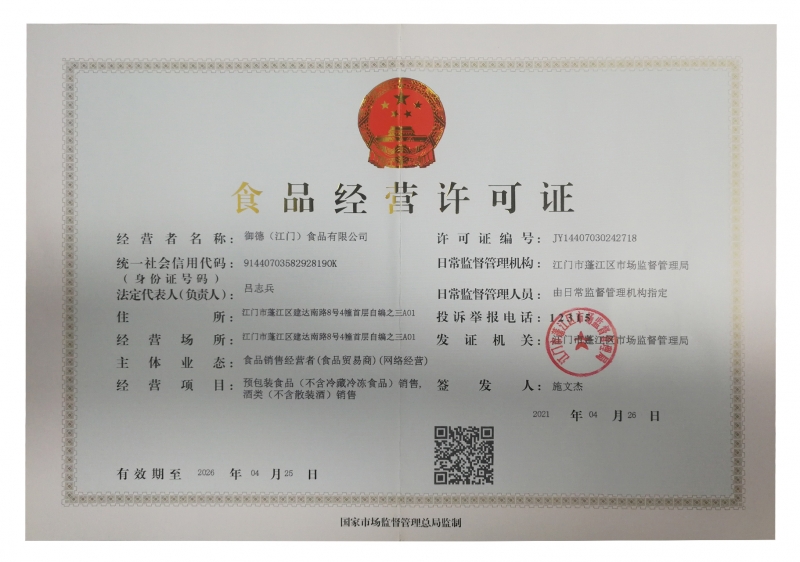 食品经营许可证
经营者名称：御德（江门）食品有限公司
统一社会信用代码：91440703582928190K
（身份证号码）
法定代表人（负责人）：吕志兵
住所：江门市蓬江区建达南路8号4幢首层自编之三A01
经营场所：江门市蓬江区建达南路8号4幢首层自编之三A01
主体业态：食品销售经营者(食品贸易商)(网络经营)
经营项目：预包装食品（不含冷藏冷冻食品）销售,
酒类（不含散装酒）销售
有效期至 2026 年 04 月 25 日
许可证编号：JY14407030242718
日常监督管理机构：江门市蓬江区市场监督管理局
日常监督管理人员：由日常监督管理机构指定
投诉举报电话：12315
发证机关：江门市蓬江区市场监督管理局
签发人：施文杰
2021 年 04 月 26 日
江门市蓬江区市场监督管理局
国家市场监督管理总局监制